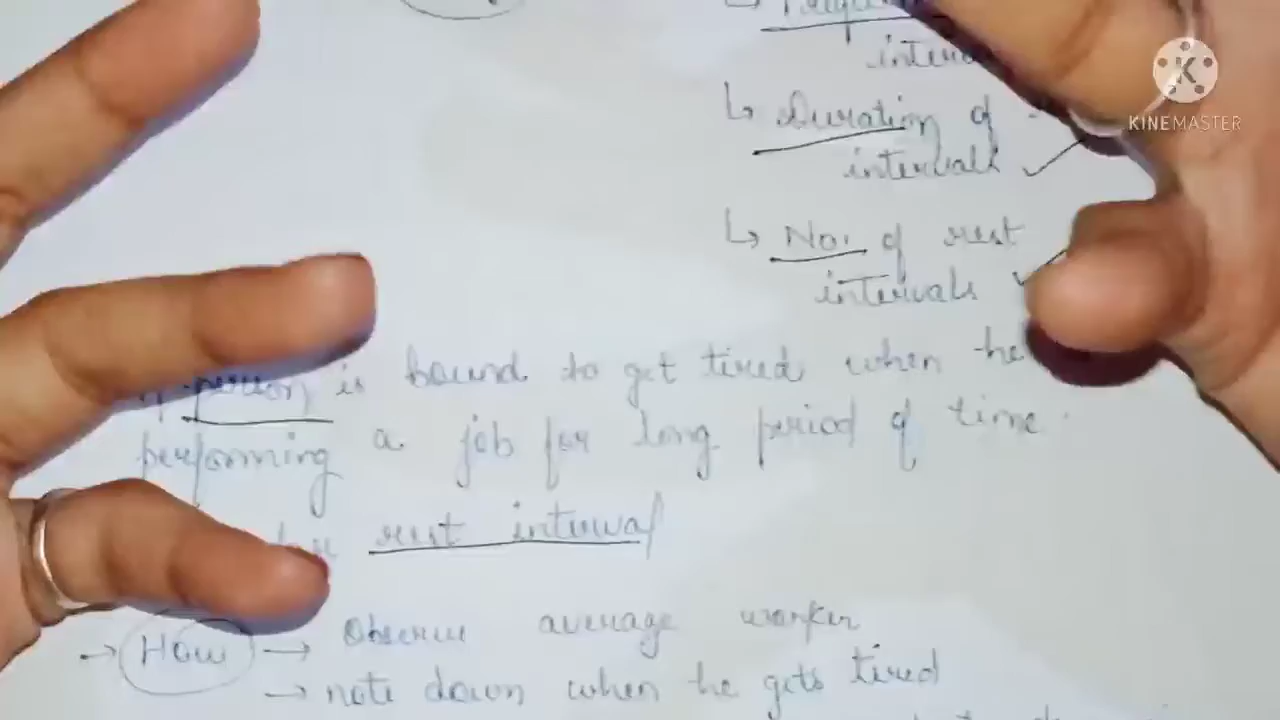 interv
↳ Duration of
intervals ✓
↳ No. of rest
intervals ✓
person is bound to get tired when he
performing a job for long period of time.
rest interval
→ How → Observe average worker
→ note down when he gets tired
KINEMASTER